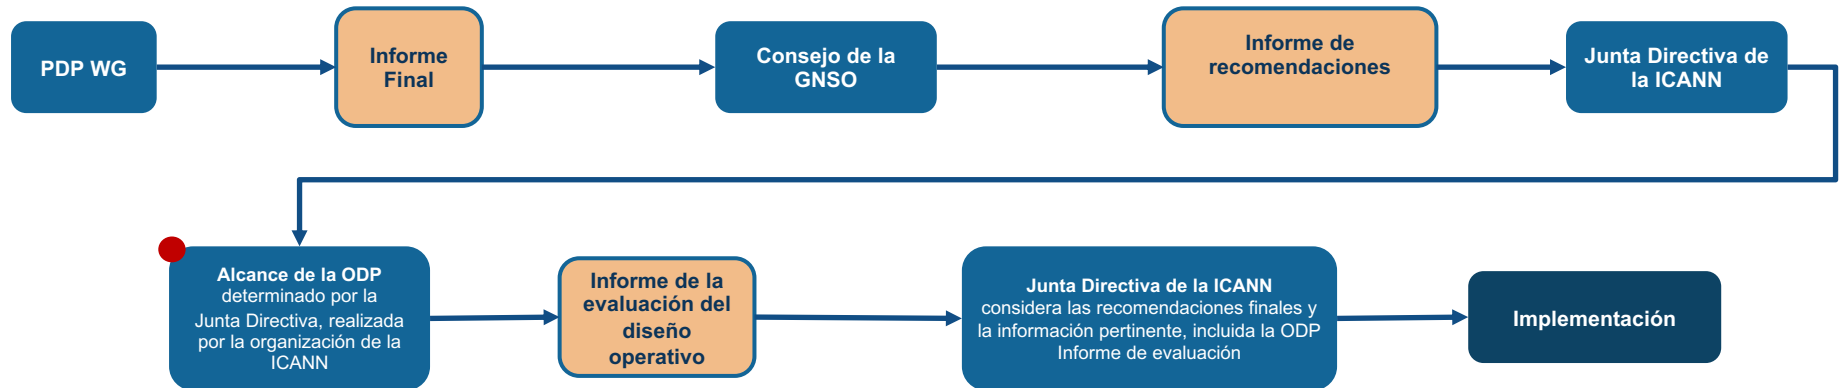 PDP WG
Informe
Final
Consejo de la
GNSO
Informe de
recomendaciones
Junta Directiva de
la ICANN
Alcance de la ODP
determinado por la
Junta Directiva, realizada
por la organización de la
ICANN
Informe de la
evaluación del
diseño
operativo
Junta Directiva de la ICANN
considera las recomendaciones finales y
la información pertinente, incluida la ODP
Informe de evaluación
Implementación